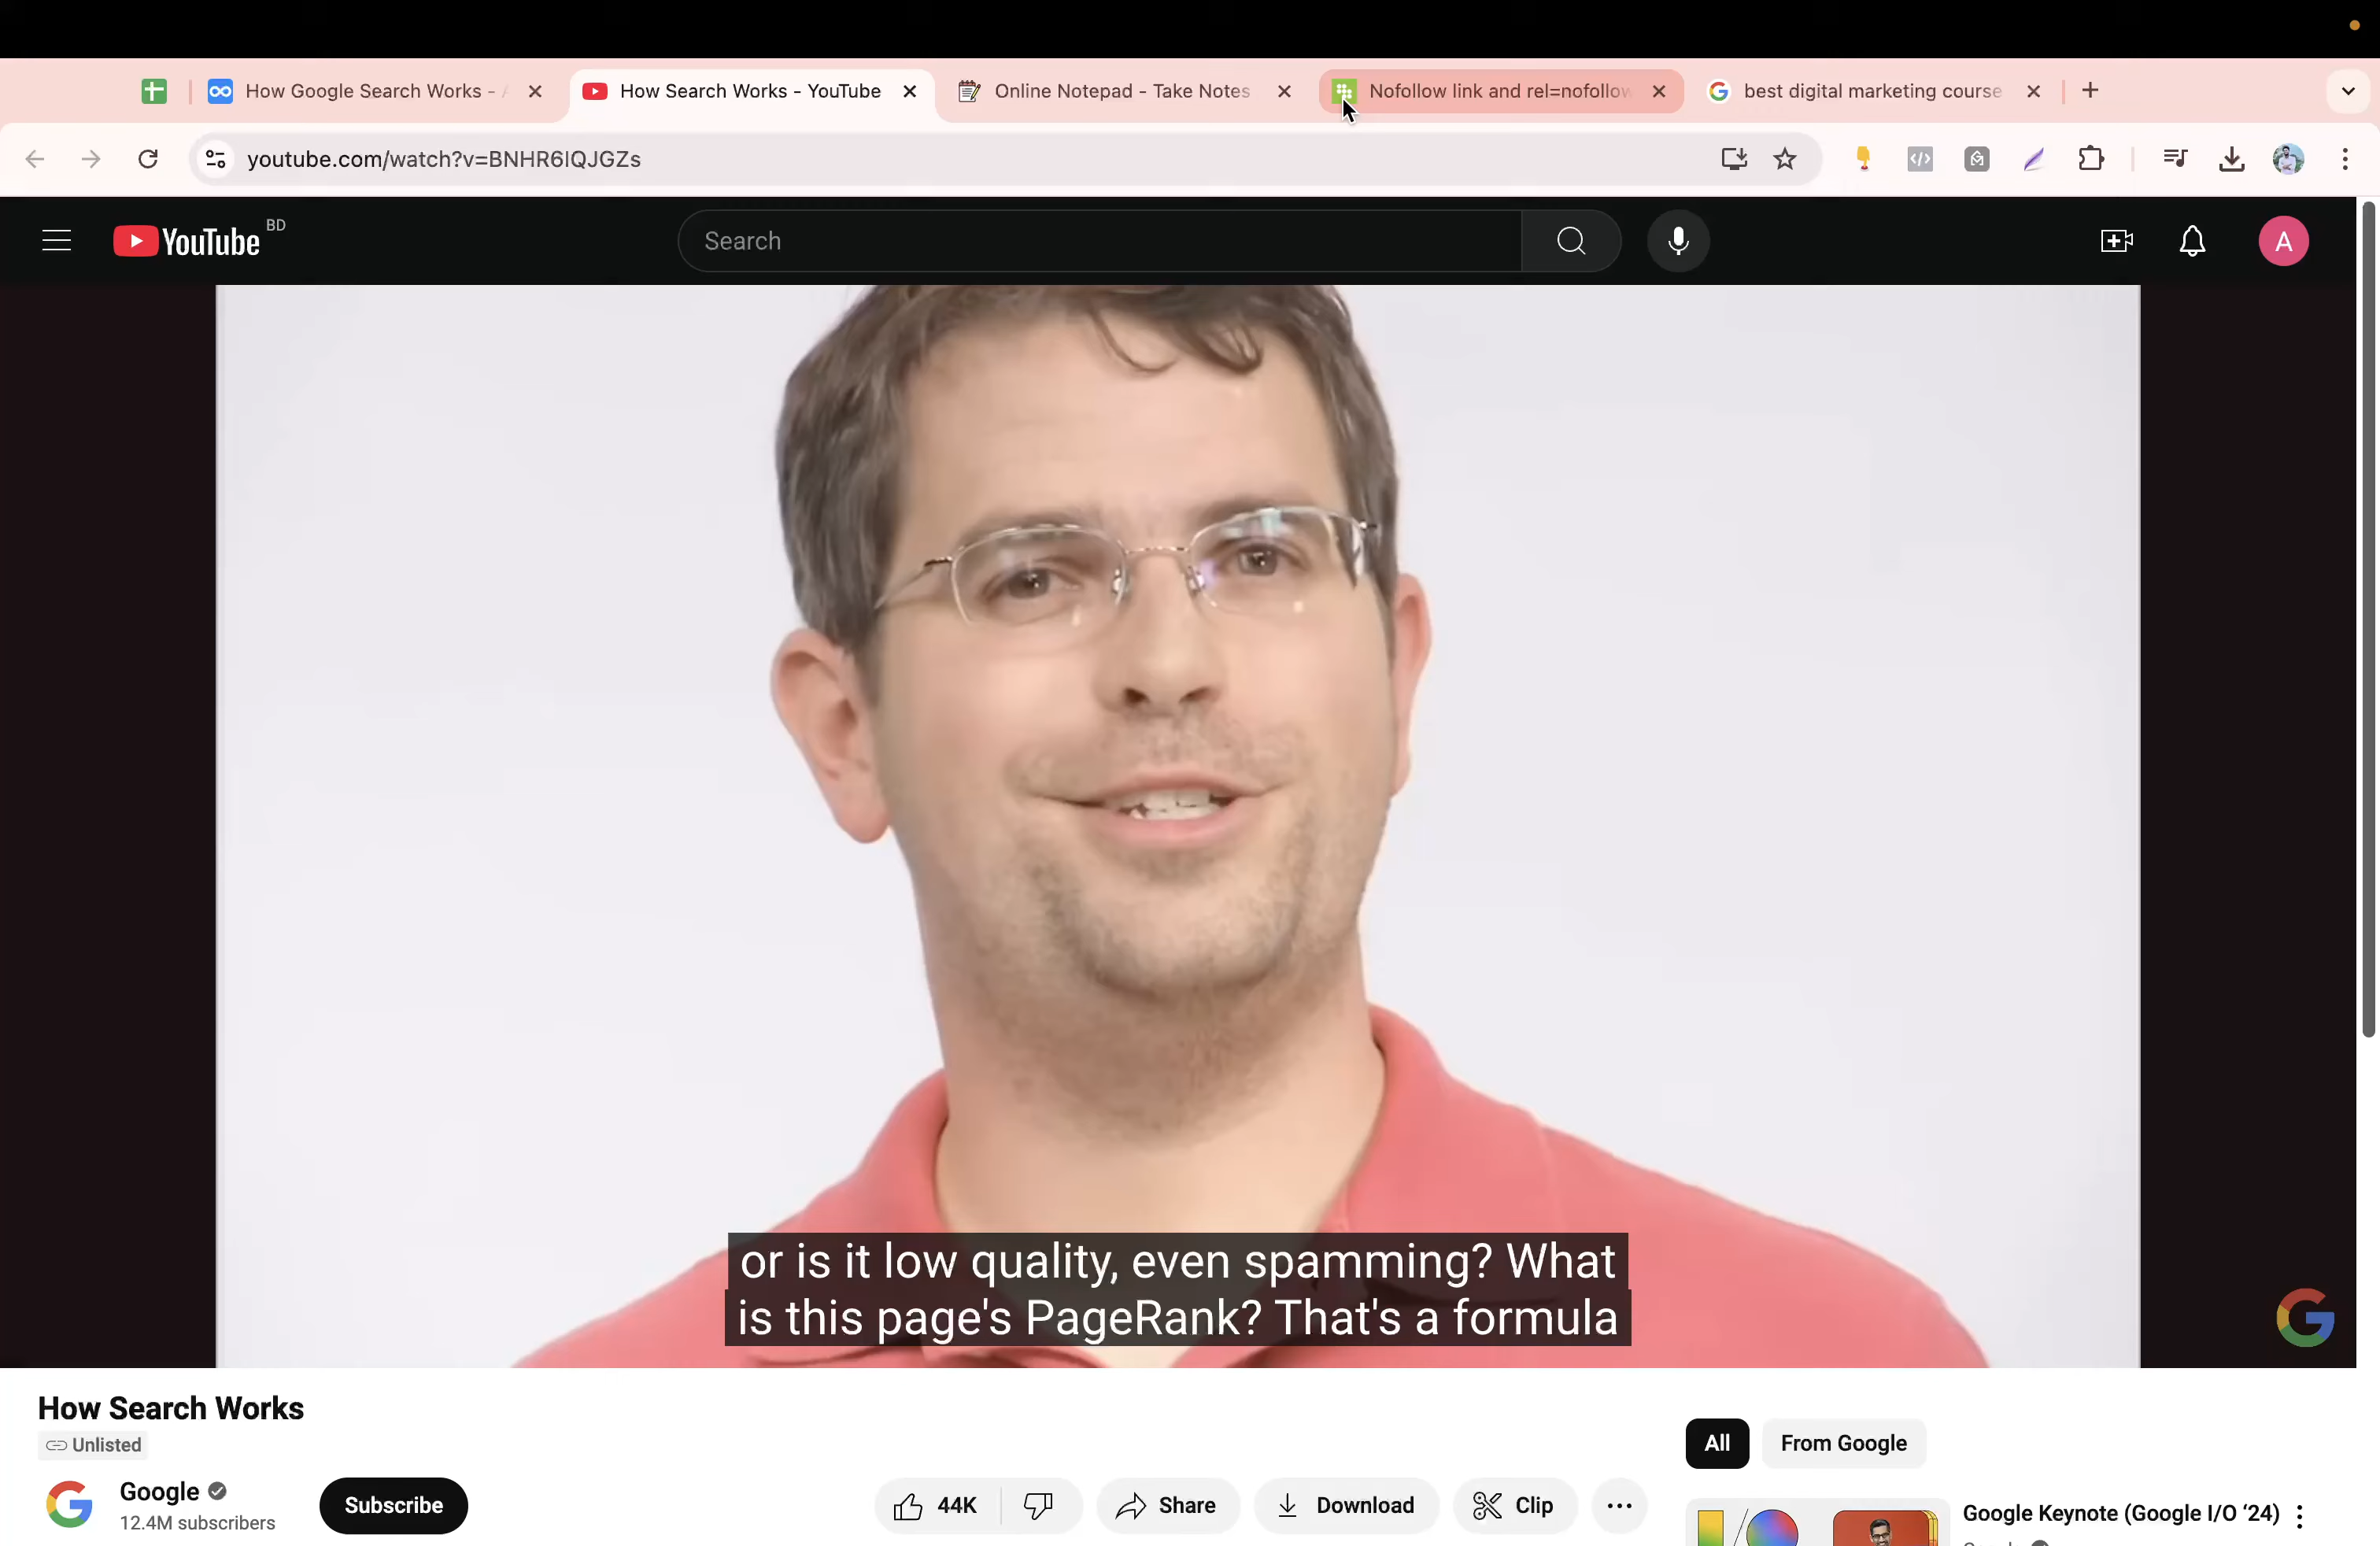 How Google Search Works -
How Search Works - YouTube
Online Notepad - Take Notes
Nofollow link and rel=nofollow
best digital marketing course
youtube.com/watch?v=BNHR6IQJGZs
YouTube BD
Search
A
or is it low quality, even spamming? What
is this page's PageRank? That's a formula
How Search Works
Unlisted
Google
12.4M subscribers
Subscribe
44K
Share
Download
Clip
All
From Google
Google Keynote (Google I/O ‘24)